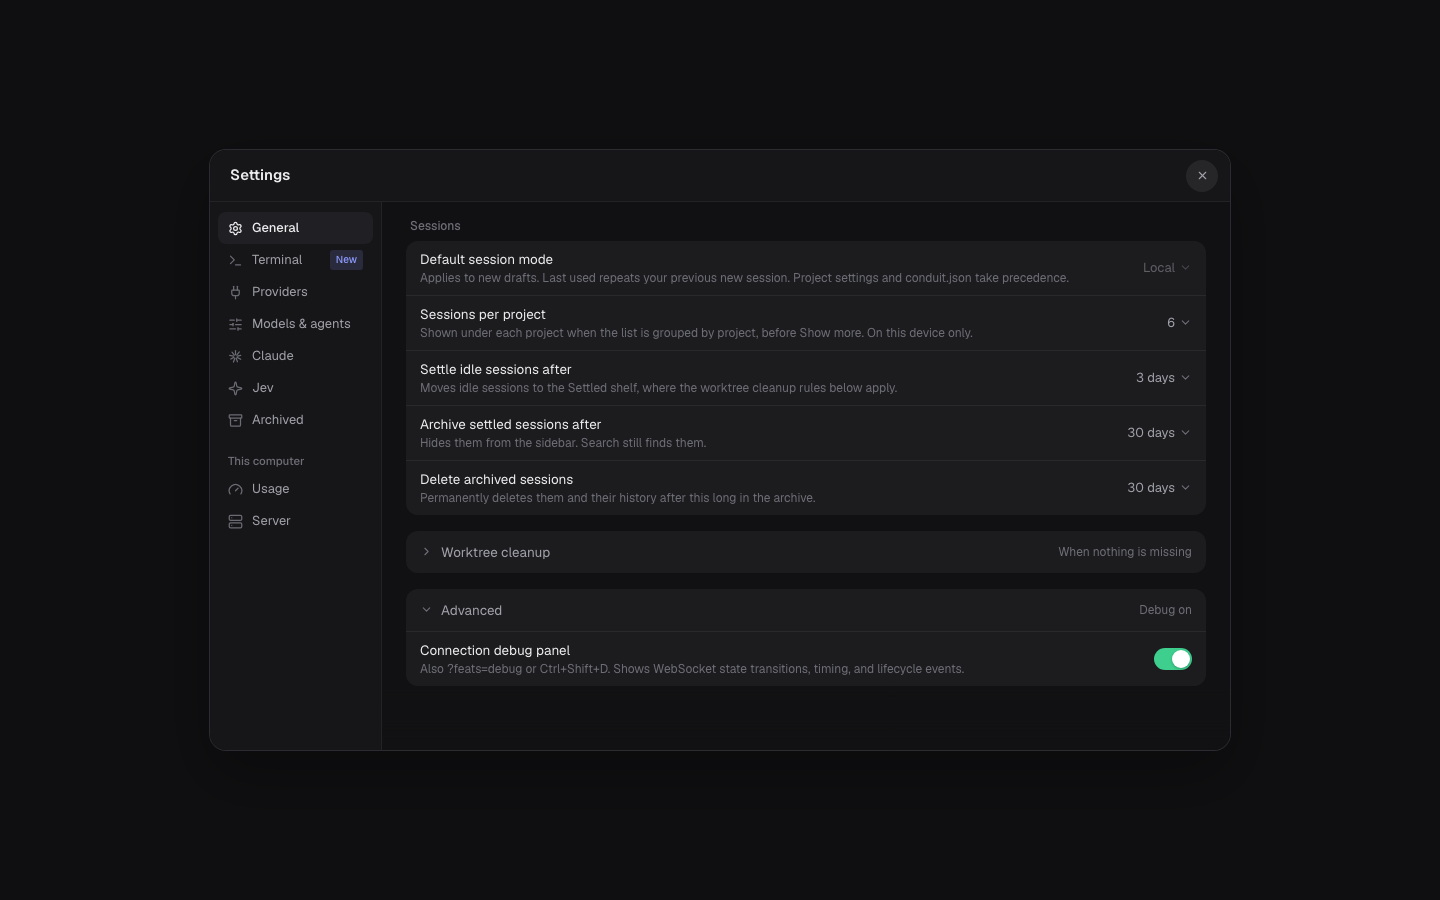 Settings
General
Terminal New
Providers
Models & agents
Claude
Jev
Archived
This computer
Usage
Server
Sessions
Default session mode
Applies to new drafts. Last used repeats your previous new session. Project settings and conduit.json take precedence.
Local
Sessions per project
Shown under each project when the list is grouped by project, before Show more. On this device only.
6
Settle idle sessions after
Moves idle sessions to the Settled shelf, where the worktree cleanup rules below apply.
3 days
Archive settled sessions after
Hides them from the sidebar. Search still finds them.
30 days
Delete archived sessions
Permanently deletes them and their history after this long in the archive.
30 days
Worktree cleanup
When nothing is missing
Advanced
Debug on
Connection debug panel
Also ?feats=debug or Ctrl+Shift+D. Shows WebSocket state transitions, timing, and lifecycle events.